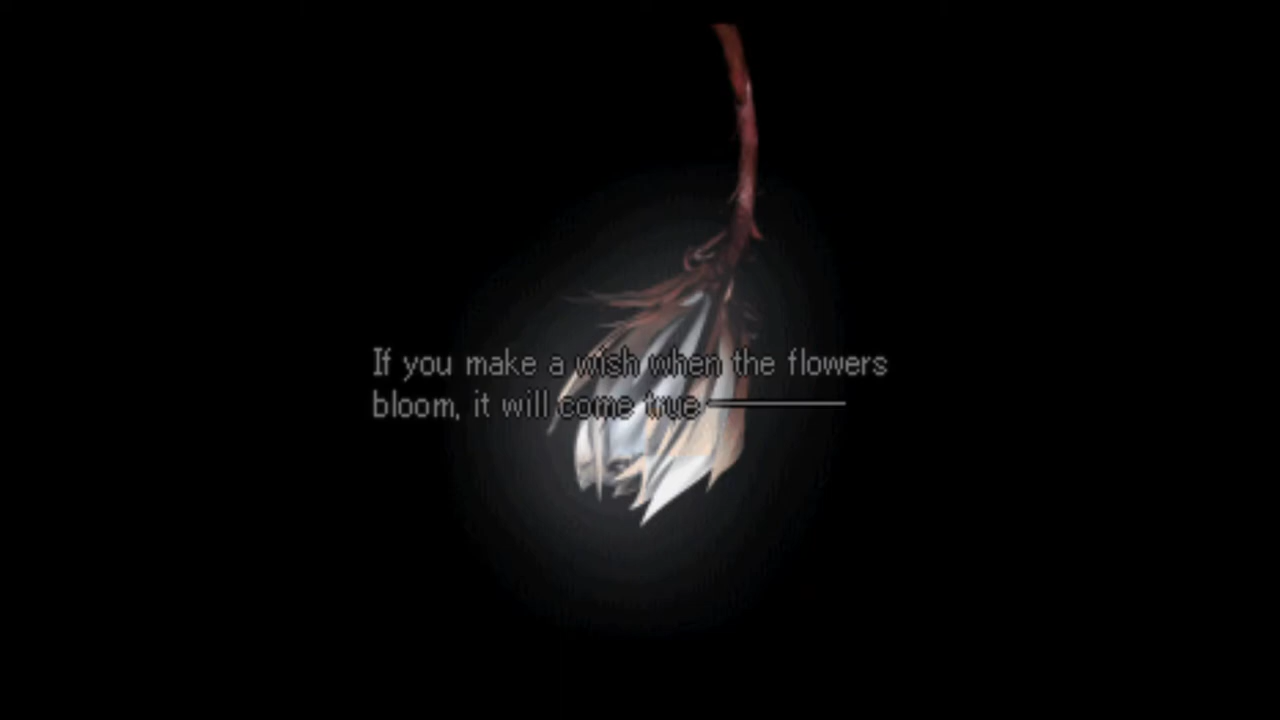 If you make a wish when the flowers
bloom, it will come true———